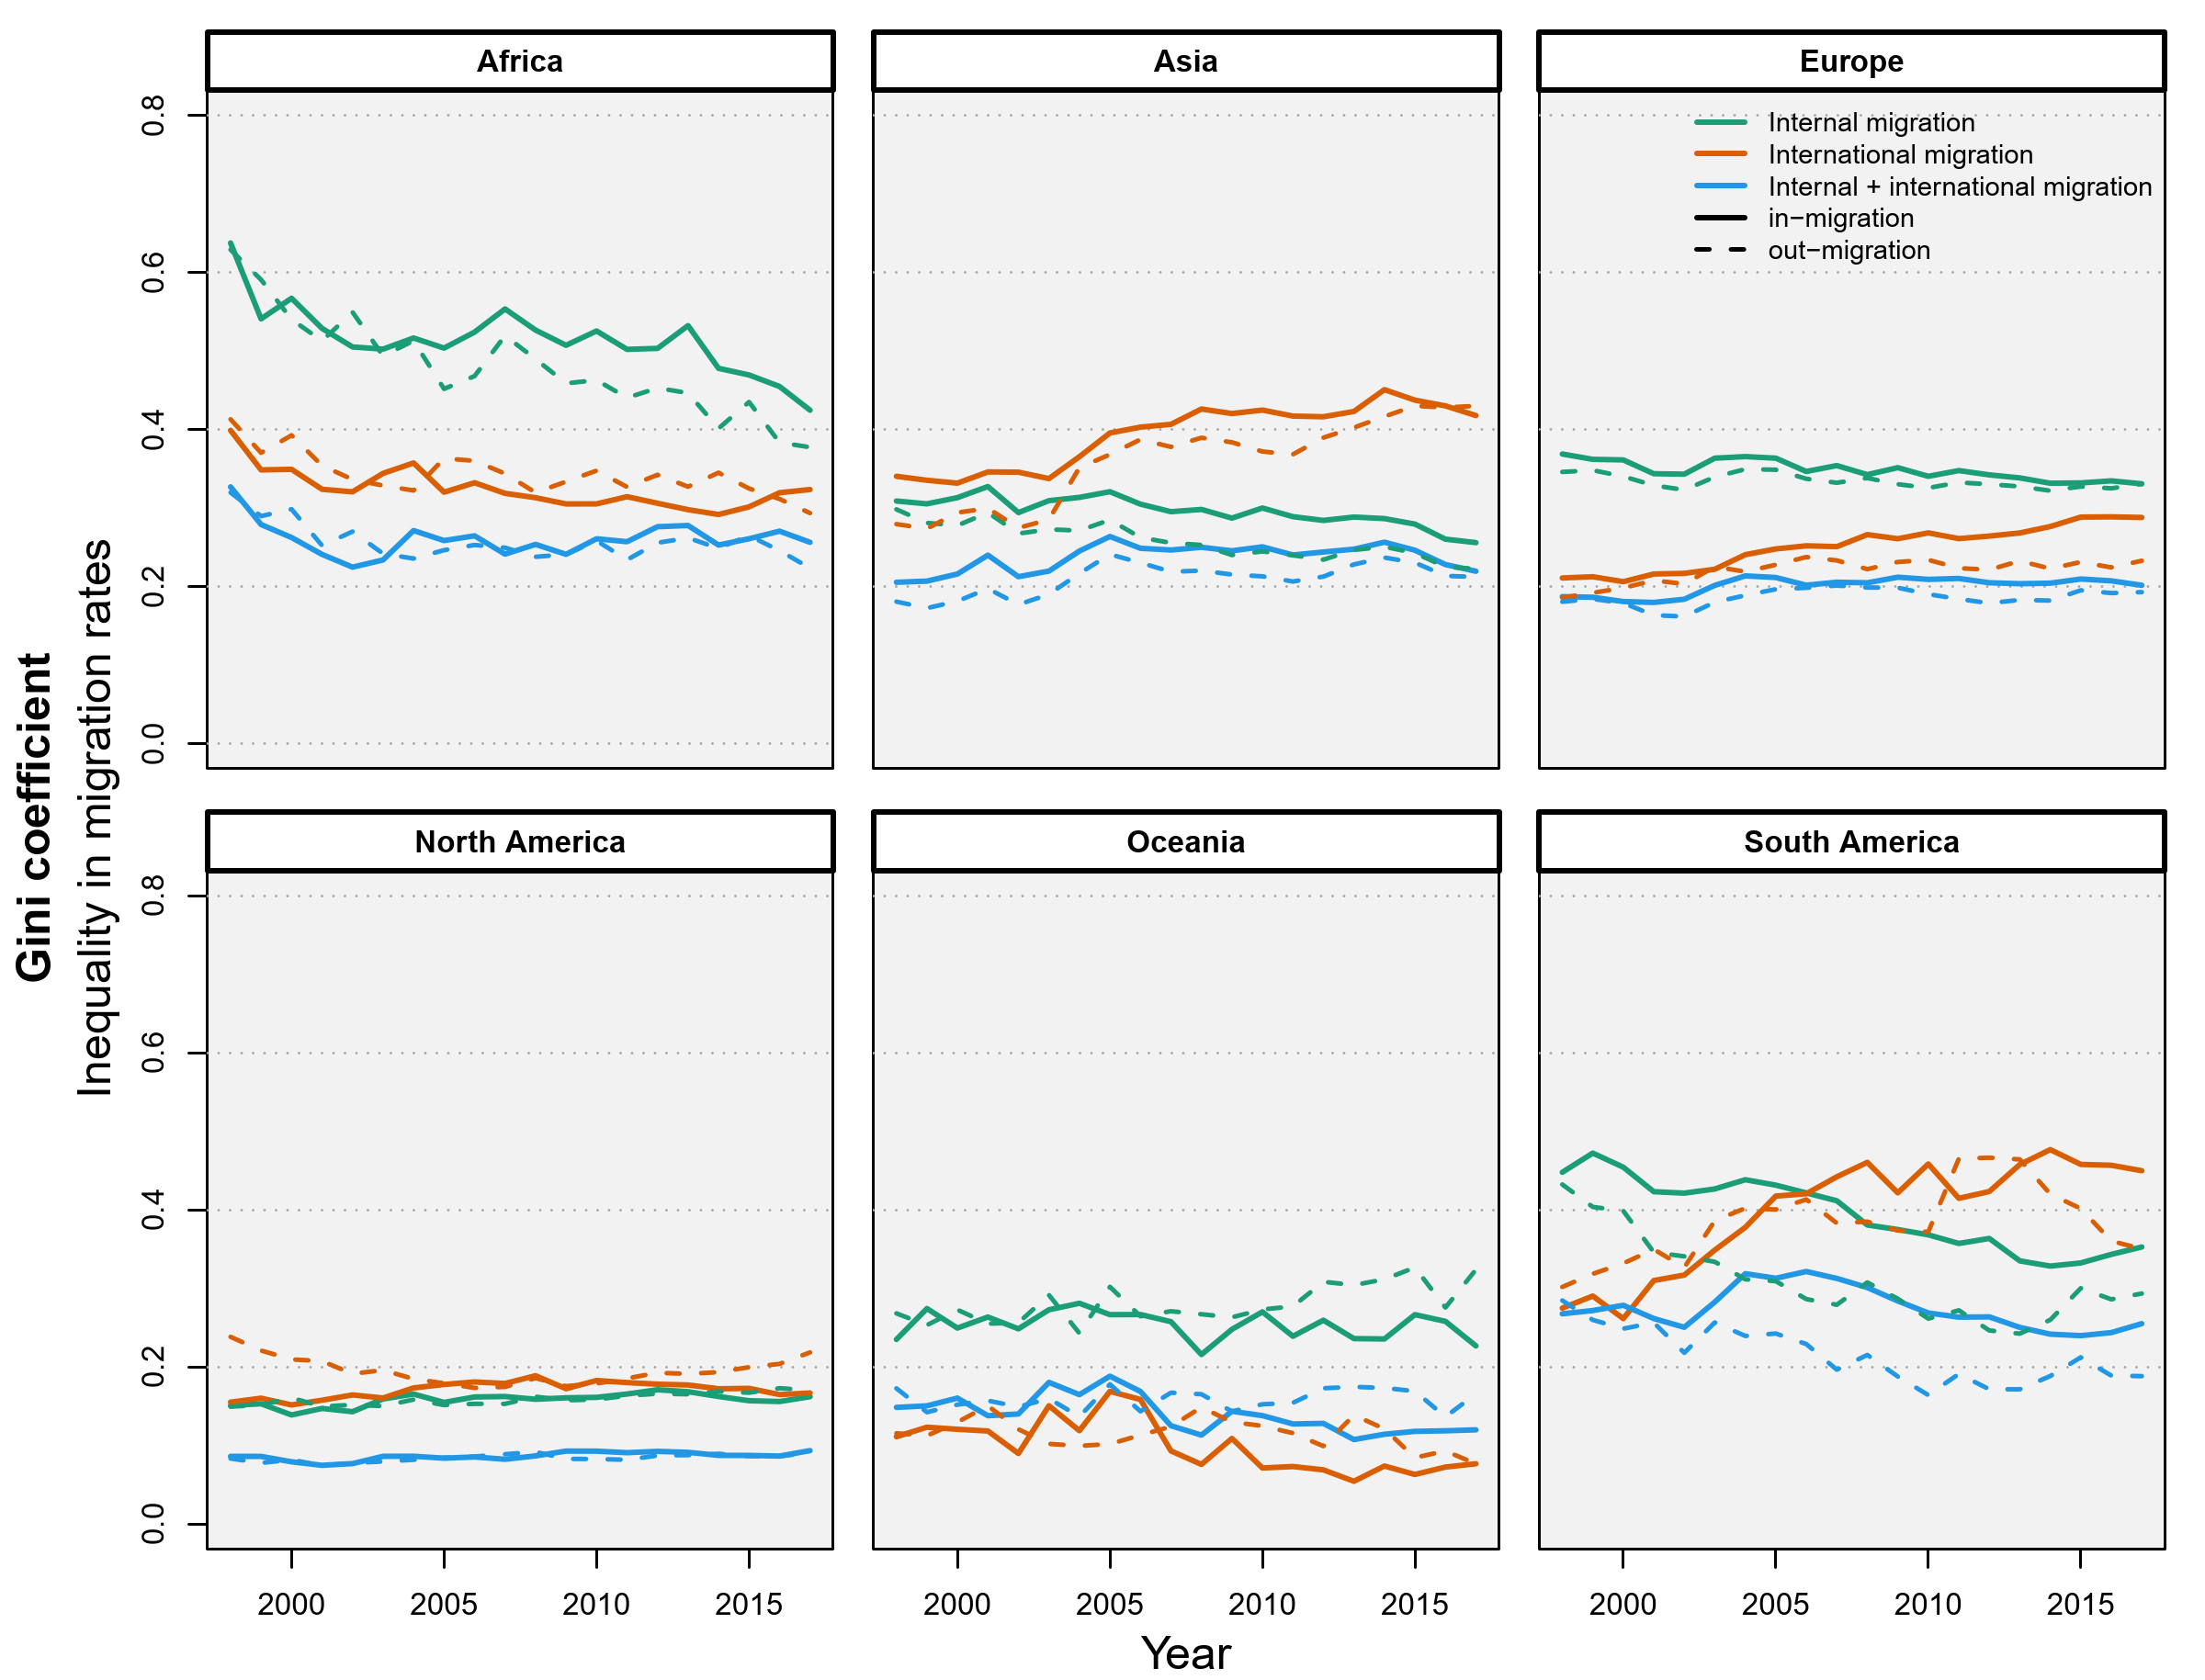 Africa
Asia
Europe
0.8
0.6
0.4
0.2
0.0
Internal migration
International migration
Internal + international migration
in−migration
out−migration
Gini coefficient
Inequality in migration rates
North America
Oceania
South America
0.8
0.6
0.4
0.2
0.0
2000 2005 2010 2015
2000 2005 2010 2015
2000 2005 2010 2015
Year